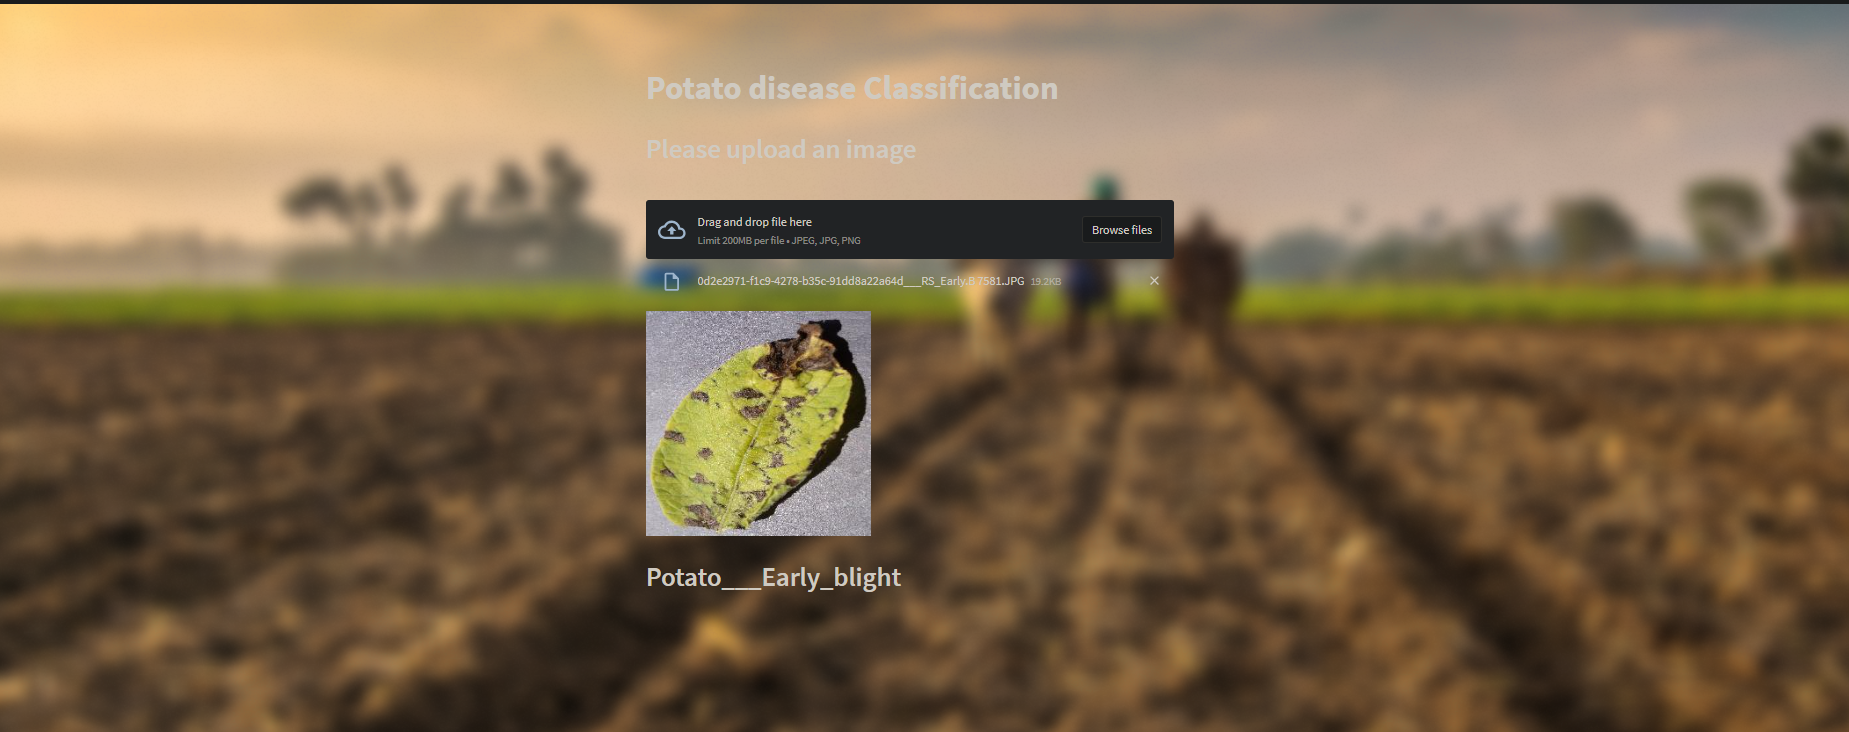 Potato disease Classification
Please upload an image
Drag and drop file here
Limit 200MB per file • JPEG, JPG, PNG
Browse files
0d2e2971-f1c9-4278-b35c-91dd8a22a64d___RS_Early.B 7581.JPG 19.2KB
Potato___Early_blight